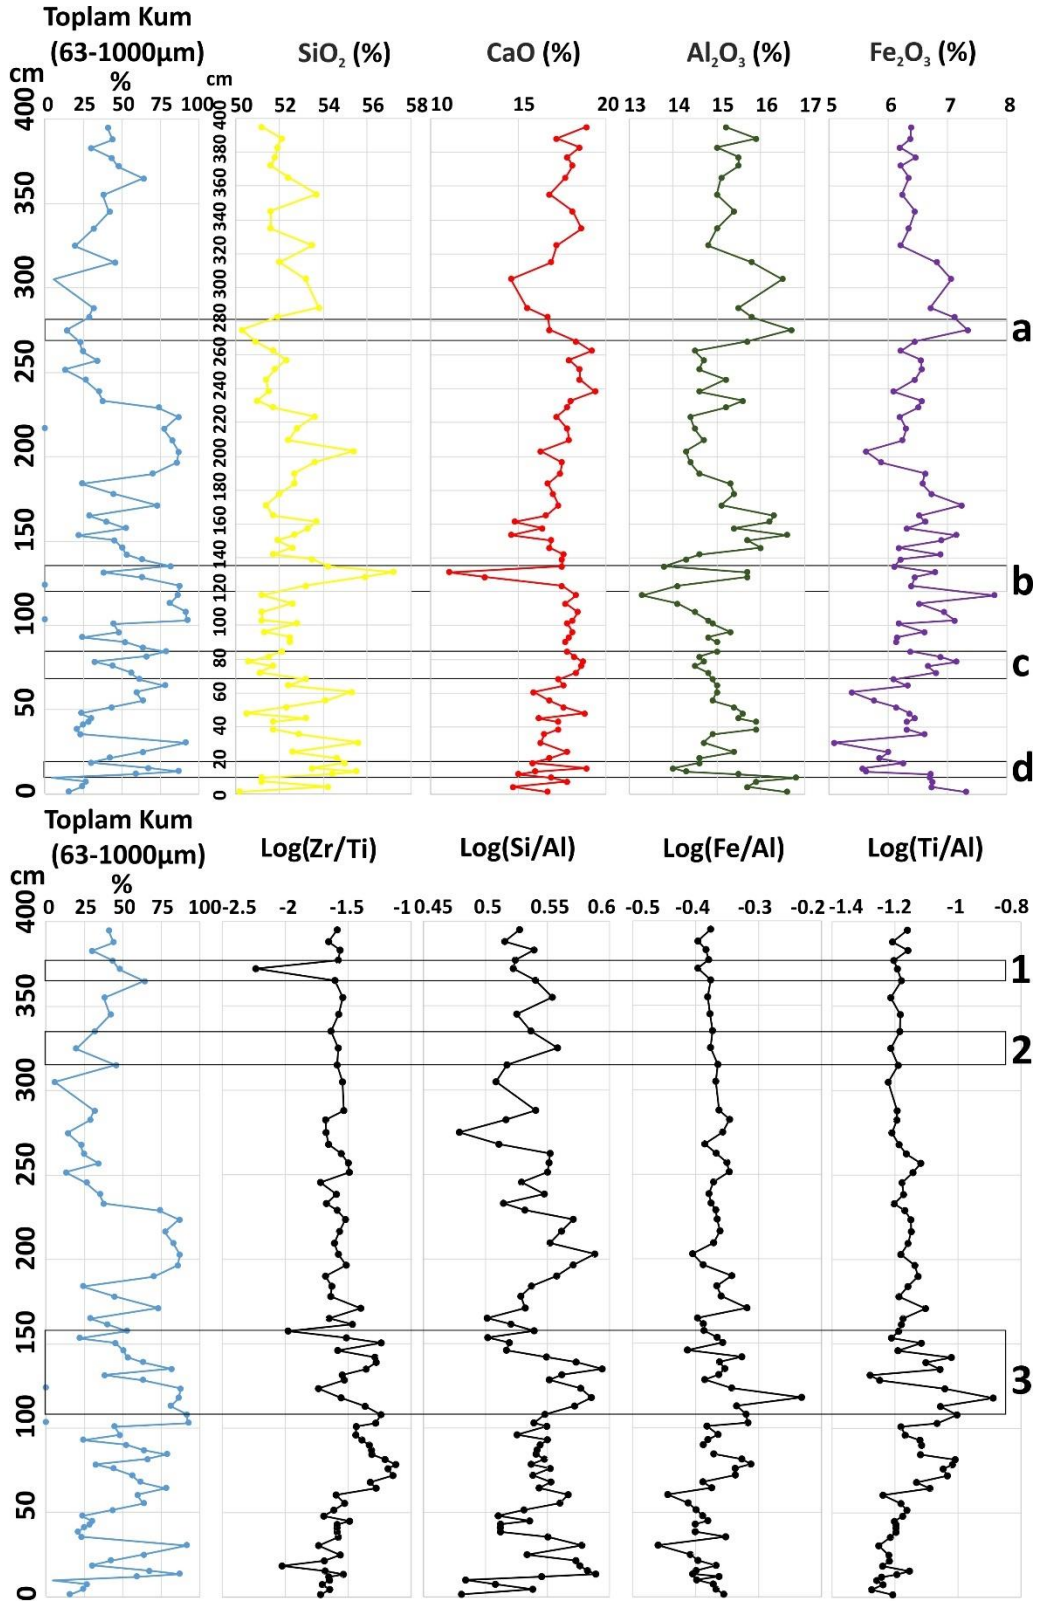 Toplam Kum
(63-1000µm)
%
SiO₂ (%)
CaO (%)
Al₂O₃ (%)
Fe₂O₃ (%)
cm
0 25 50 75 100
cm
50 52 54 56 58
10 15 20
13 14 15 16 17
5 6 7 8
400
350
300
250
200
150
100
50
0
400
380
360
340
320
300
280
260
240
220
200
180
160
140
120
100
80
60
40
20
0
a
b
c
d
Toplam Kum
(63-1000µm)
%
Log(Zr/Ti)
Log(Si/Al)
Log(Fe/Al)
Log(Ti/Al)
cm
0 25 50 75 100
-2.5 -2 -1.5 -1
0.45 0.5 0.55 0.6
-0.5 -0.4 -0.3 -0.2
-1.4 -1.2 -1 -0.8
400
350
300
250
200
150
100
50
0
1
2
3